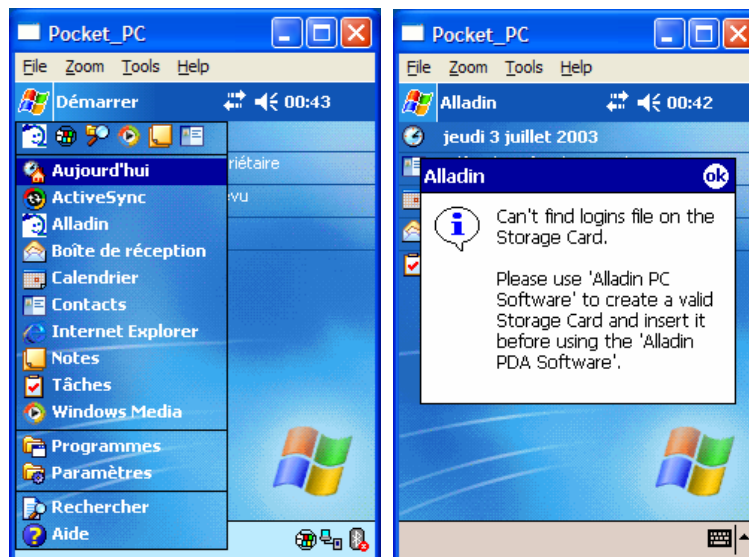 Pocket_PC
File Zoom Tools Help
Démarrer 00:43
Aujourd'hui
riétaire
ActiveSync
vu
Alladin
Boîte de réception
Calendrier
Contacts
Internet Explorer
Notes
Tâches
Windows Media
Programmes
Paramètres
Rechercher
Aide
Pocket_PC
File Zoom Tools Help
Alladin 00:42
jeudi 3 juillet 2003
Alladin ok
Can't find logins file on the
Storage Card.
Please use 'Alladin PC
Software' to create a valid
Storage Card and insert it
before using the 'Alladin
PDA Software'.